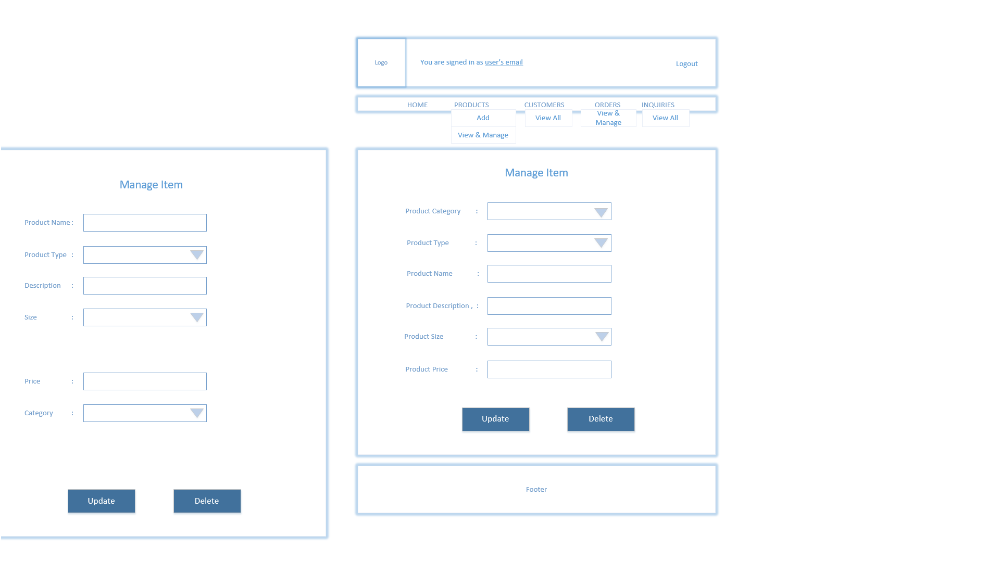 Logo
You are signed in as user's email
Logout
HOME PRODUCTS CUSTOMERS ORDERS INQUIRIES
Add
View All
View &
Manage
View All
View & Manage
Manage Item
Product Name :
Product Type :
Description :
Size :
Price :
Category :
Update
Delete
Manage Item
Product Category :
Product Type :
Product Name :
Product Description , :
Product Size :
Product Price :
Update
Delete
Footer